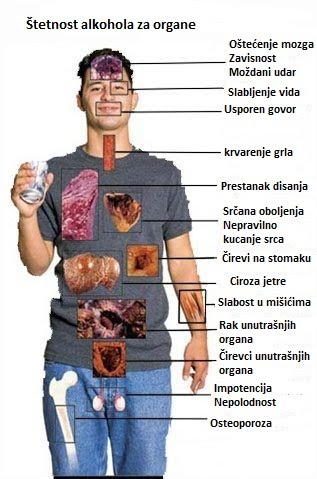 Štetnost alkohola za organe
Oštećenje mozga
Zavisnost
Moždani udar
Slabljenje vida
Usporen govor
krvarenje grla
Prestanak disanja
Srčana oboljenja
Nepravilno
kucanje srca
Čirevi na stomaku
Ciroza jetre
Slabost u mišićima
Rak unutrašnjih
organa
Čirevci unutrašnjih
organa
Impotencija
Nepolodnost
Osteoporoza